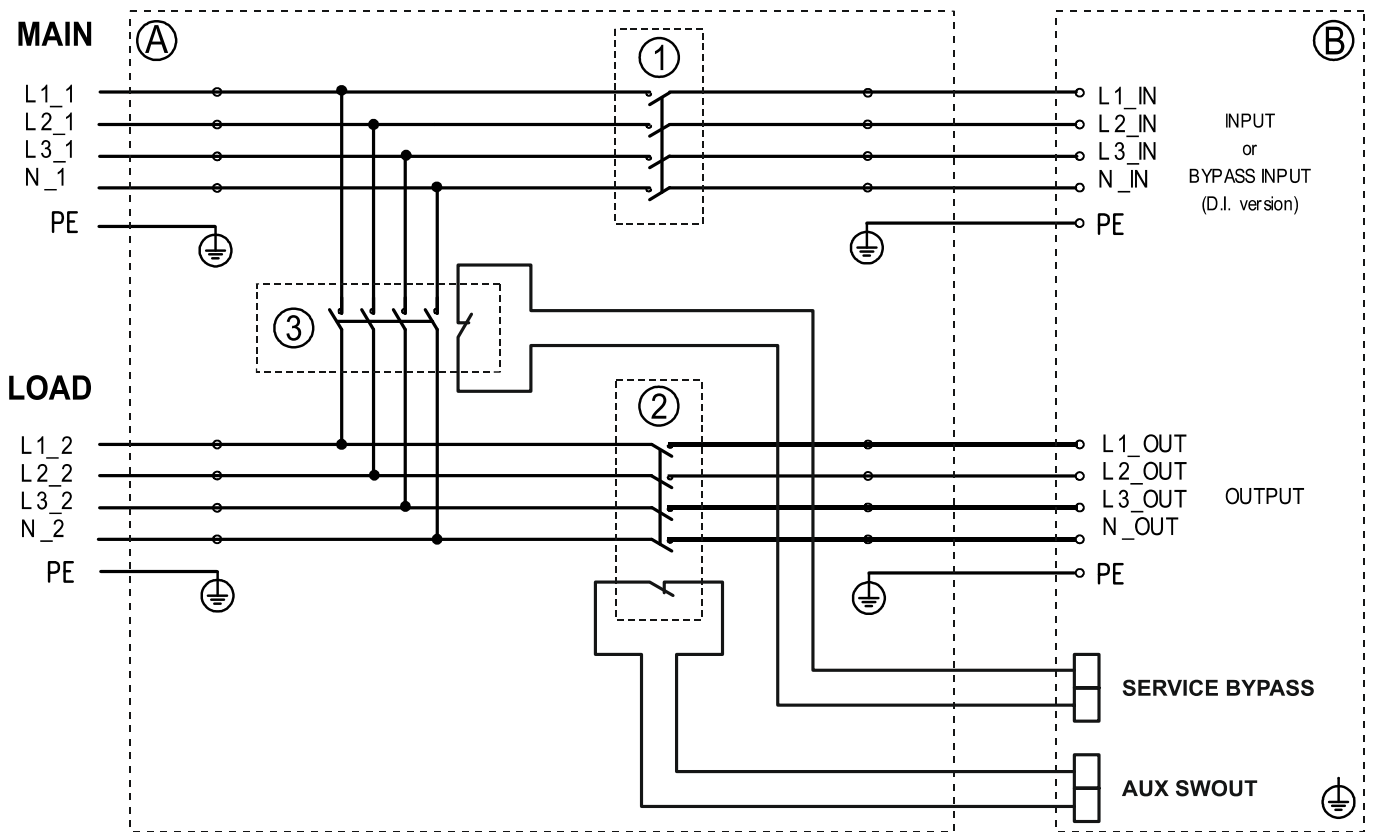 MAIN
A
1
B
L1_1
L2_1
L3_1
N_1
PE
L1_IN
L2_IN
L3_IN
N_IN
PE
INPUT
or
BYPASS INPUT
(D.I. version)
3
LOAD
2
L1_2
L2_2
L3_2
N_2
PE
L1_OUT
L2_OUT
L3_OUT
N_OUT
PE
OUTPUT
SERVICE BYPASS
AUX SWOUT